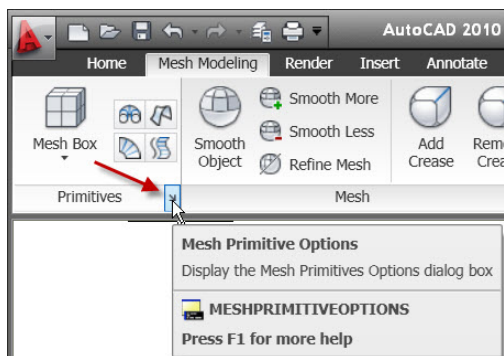 AutoCAD 2010
Home Mesh Modeling Render Insert Annotate
Mesh Box
Smooth Object
Smooth More
Smooth Less
Refine Mesh
Add Crease
Primitives
Mesh
Mesh Primitive Options
Display the Mesh Primitives Options dialog box
MESHPRIMITIVEOPTIONS
Press F1 for more help